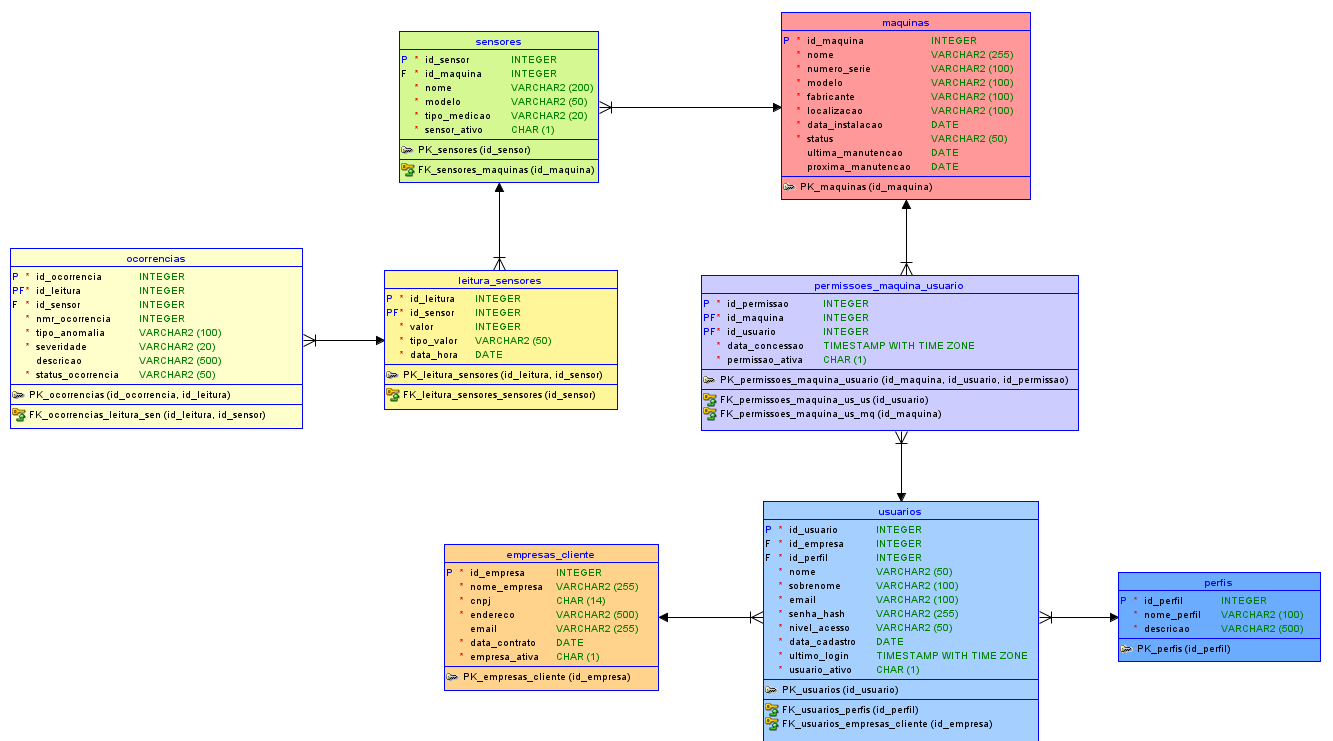 sensores
P * id_sensor INTEGER
F * id_maquina INTEGER
* nome VARCHAR2 (200)
* modelo VARCHAR2 (50)
* tipo_medicao VARCHAR2 (20)
* sensor_ativo CHAR (1)
PK_sensores (id_sensor)
FK_sensores_maquinas (id_maquina)
maquinas
P * id_maquina INTEGER
* nome VARCHAR2 (255)
* numero_serie VARCHAR2 (100)
* modelo VARCHAR2 (100)
* fabricante VARCHAR2 (100)
* localizacao VARCHAR2 (100)
* data_instalacao DATE
* status VARCHAR2 (50)
ultima_manutencao DATE
proxima_manutencao DATE
PK_maquinas (id_maquina)
ocorrencias
P * id_ocorrencia INTEGER
PF* id_leitura INTEGER
F * id_sensor INTEGER
* nmr_ocorrencia INTEGER
* tipo_anomalia VARCHAR2 (100)
* severidade VARCHAR2 (20)
descricao VARCHAR2 (500)
* status_ocorrencia VARCHAR2 (50)
PK_ocorrencias (id_ocorrencia, id_leitura)
FK_ocorrencias_leitura_sen (id_leitura, id_sensor)
leitura_sensores
P * id_leitura INTEGER
PF* id_sensor INTEGER
* valor INTEGER
* tipo_valor VARCHAR2 (50)
* data_hora DATE
PK_leitura_sensores (id_leitura, id_sensor)
FK_leitura_sensores_sensores (id_sensor)
permissoes_maquina_usuario
P * id_permissao INTEGER
PF* id_maquina INTEGER
PF* id_usuario INTEGER
* data_concessao TIMESTAMP WITH TIME ZONE
* permissao_ativa CHAR (1)
PK_permissoes_maquina_usuario (id_maquina, id_usuario, id_permissao)
FK_permissoes_maquina_us_us (id_usuario)
FK_permissoes_maquina_us_mq (id_maquina)
empresas_cliente
P * id_empresa INTEGER
* nome_empresa VARCHAR2 (255)
* cnpj CHAR (14)
* endereco VARCHAR2 (500)
email VARCHAR2 (255)
* data_contrato DATE
* empresa_ativa CHAR (1)
PK_empresas_cliente (id_empresa)
usuarios
P * id_usuario INTEGER
F * id_empresa INTEGER
F * id_perfil INTEGER
* nome VARCHAR2 (50)
* sobrenome VARCHAR2 (100)
* email VARCHAR2 (100)
* senha_hash VARCHAR2 (255)
* nivel_acesso VARCHAR2 (50)
* data_cadastro DATE
* ultimo_login TIMESTAMP WITH TIME ZONE
* usuario_ativo CHAR (1)
PK_usuarios (id_usuario)
FK_usuarios_perfis (id_perfil)
FK_usuarios_empresas_cliente (id_empresa)
perfis
P * id_perfil INTEGER
* nome_perfil VARCHAR2 (100)
* descricao VARCHAR2 (500)
PK_perfis (id_perfil)